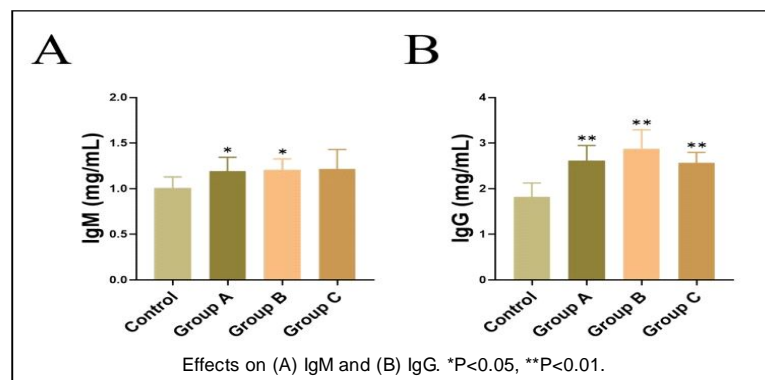 A
IgM (mg/mL)
2.0
1.5
1.0
0.5
0.0
*
*
Control
Group A
Group B
Group C
B
IgG (mg/mL)
4
3
2
1
0
**
**
**
Control
Group A
Group B
Group C
Effects on (A) IgM and (B) IgG. *P<0.05, **P<0.01.